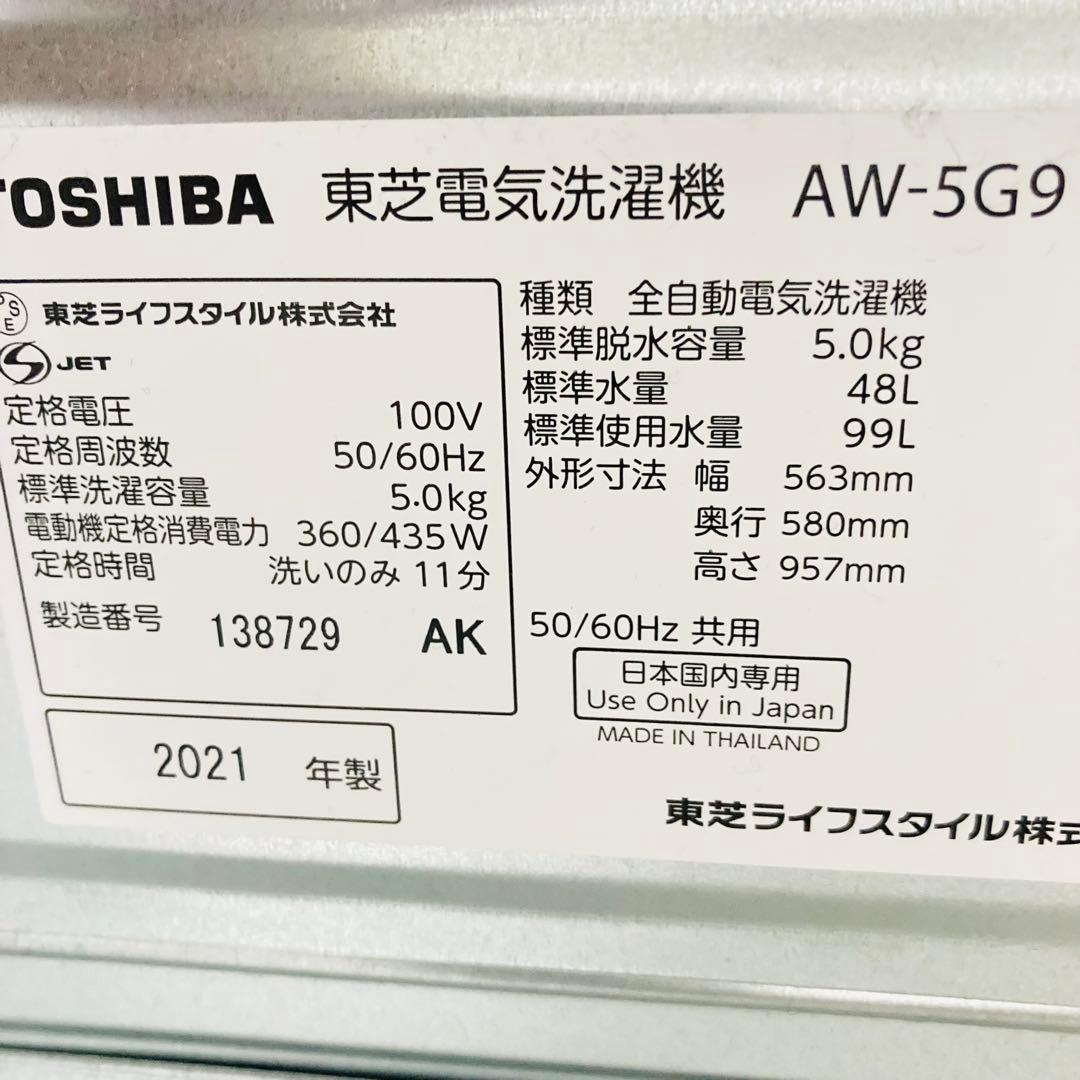 TOSHIBA 東芝電気洗濯機 AW-5G9
PSE 東芝ライフスタイル株式会社
S JET
定格電圧 100V
定格周波数 50/60Hz
標準洗濯容量 5.0kg
電動機定格消費電力 360/435W
定格時間 洗いのみ 11分
製造番号 138729 AK
2021 年製
種類 全自動電気洗濯機
標準脱水容量 5.0kg
標準水量 48L
標準使用水量 99L
外形寸法 幅 563mm
奥行 580mm
高さ 957mm
50/60Hz 共用
日本国内専用
Use Only in Japan
MADE IN THAILAND
東芝ライフスタイル株式